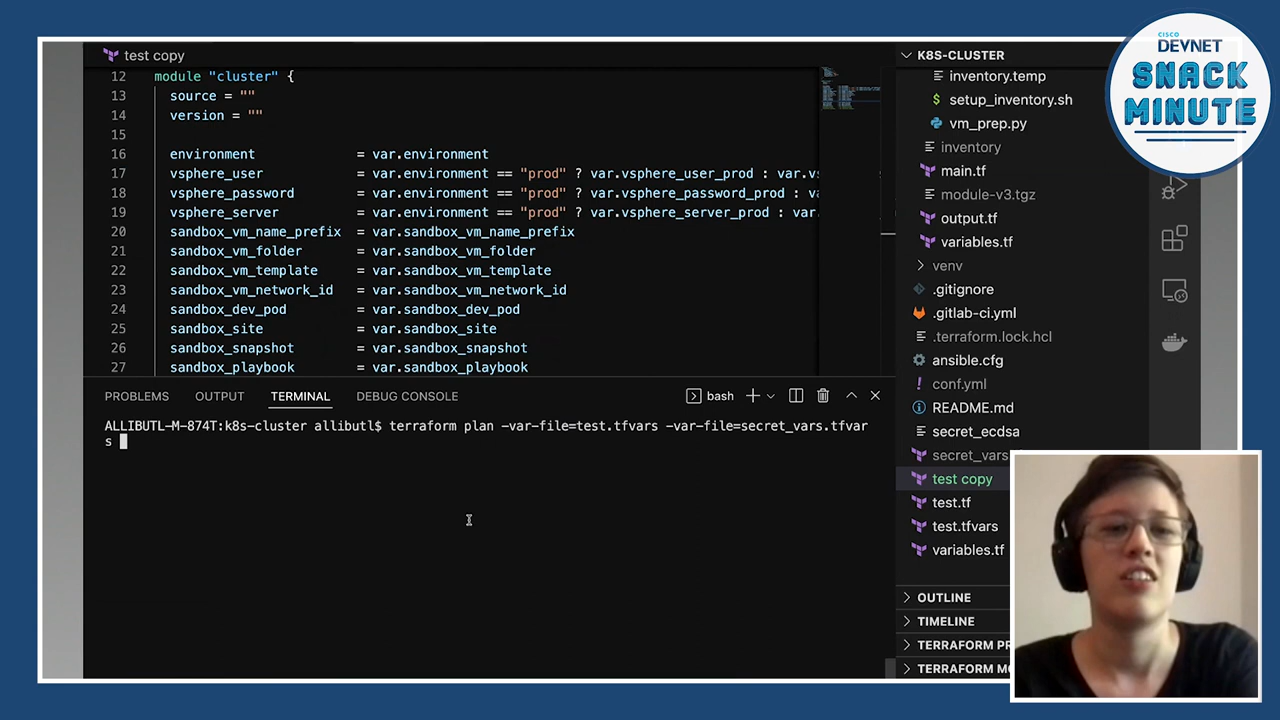 CISCO
DEVNET
SNACK
MINUTE
test copy
12 module "cluster" {
13 source = ""
14 version = ""
15
16 environment = var.environment
17 vsphere_user = var.environment == "prod" ? var.vsphere_user_prod : var.vs
18 vsphere_password = var.environment == "prod" ? var.vsphere_password_prod : v
19 vsphere_server = var.environment == "prod" ? var.vsphere_server_prod : var.
20 sandbox_vm_name_prefix = var.sandbox_vm_name_prefix
21 sandbox_vm_folder = var.sandbox_vm_folder
22 sandbox_vm_template = var.sandbox_vm_template
23 sandbox_vm_network_id = var.sandbox_vm_network_id
24 sandbox_dev_pod = var.sandbox_dev_pod
25 sandbox_site = var.sandbox_site
26 sandbox_snapshot = var.sandbox_snapshot
27 sandbox_playbook = var.sandbox_playbook
PROBLEMS OUTPUT TERMINAL DEBUG CONSOLE bash
ALLIBUTL-M-874T:k8s-cluster allibutl$ terraform plan -var-file=test.tfvars -var-file=secret_vars.tfvar
s
K8S-CLUSTER
inventory.temp
$ setup_inventory.sh
vm_prep.py
inventory
main.tf
module-v3.tgz
output.tf
variables.tf
venv
.gitignore
.gitlab-ci.yml
.terraform.lock.hcl
ansible.cfg
! conf.yml
README.md
secret_ecdsa
secret_vars
test copy
test.tf
test.tfvars
variables.tf
OUTLINE
TIMELINE
TERRAFORM PR
TERRAFORM MO